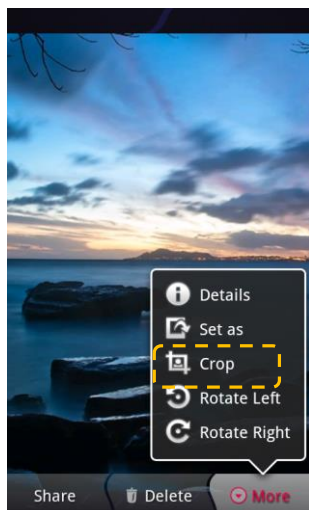 Details
Set as
Crop
Rotate Left
Rotate Right
Share Delete More